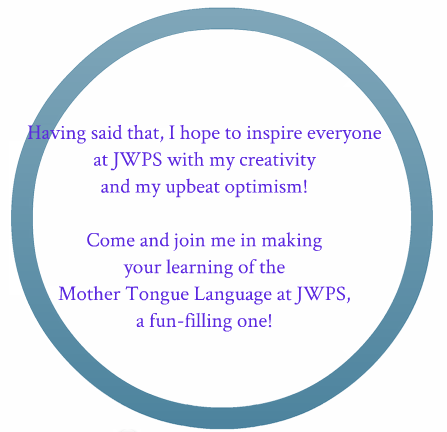 Having said that, I hope to inspire everyone
at JWPS with my creativity
and my upbeat optimism!
Come and join me in making
your learning of the
Mother Tongue Language at JWPS,
a fun-filling one!